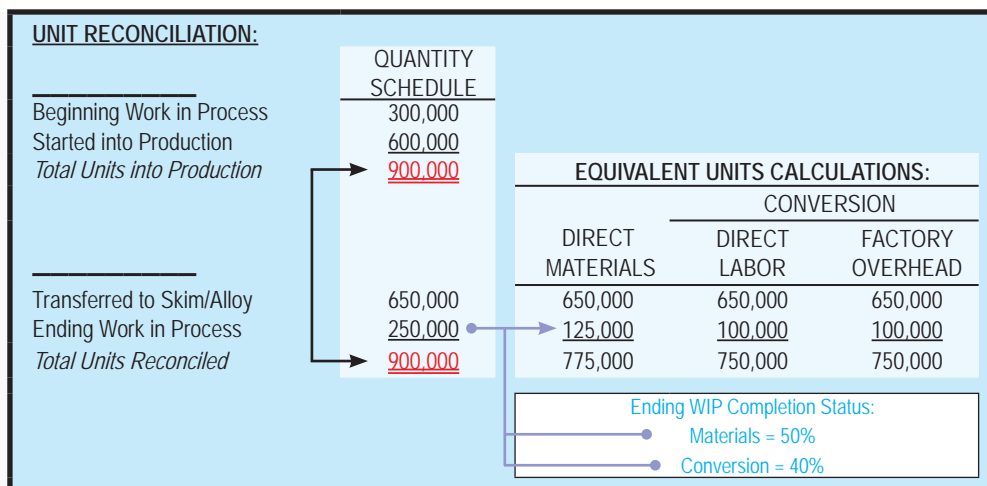 UNIT RECONCILIATION:
QUANTITY
SCHEDULE
Beginning Work in Process 300,000
Started into Production 600,000
Total Units into Production 900,000
EQUIVALENT UNITS CALCULATIONS:
CONVERSION
DIRECT DIRECT FACTORY
MATERIALS LABOR OVERHEAD
Transferred to Skim/Alloy 650,000 650,000 650,000 650,000
Ending Work in Process 250,000 125,000 100,000 100,000
Total Units Reconciled 900,000 775,000 750,000 750,000
Ending WIP Completion Status:
Materials = 50%
Conversion = 40%